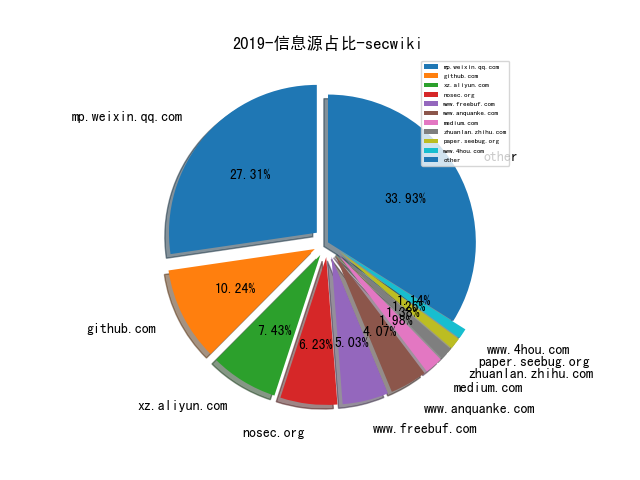 2019-信息源占比-secwiki
mp.weixin.qq.com
github.com
xz.aliyun.com
nosec.org
www.freebuf.com
www.anquanke.com
medium.com
zhuanlan.zhihu.com
paper.seebug.org
www.4hou.com
other
mp.weixin.qq.com
other
27.31%
33.93%
10.24%
7.43%
6.23%
5.03%
4.07%
1.98%
1.38%
1.26%
1.14%
github.com
xz.aliyun.com
nosec.org
www.freebuf.com
www.anquanke.com
medium.com
zhuanlan.zhihu.com
paper.seebug.org
www.4hou.com